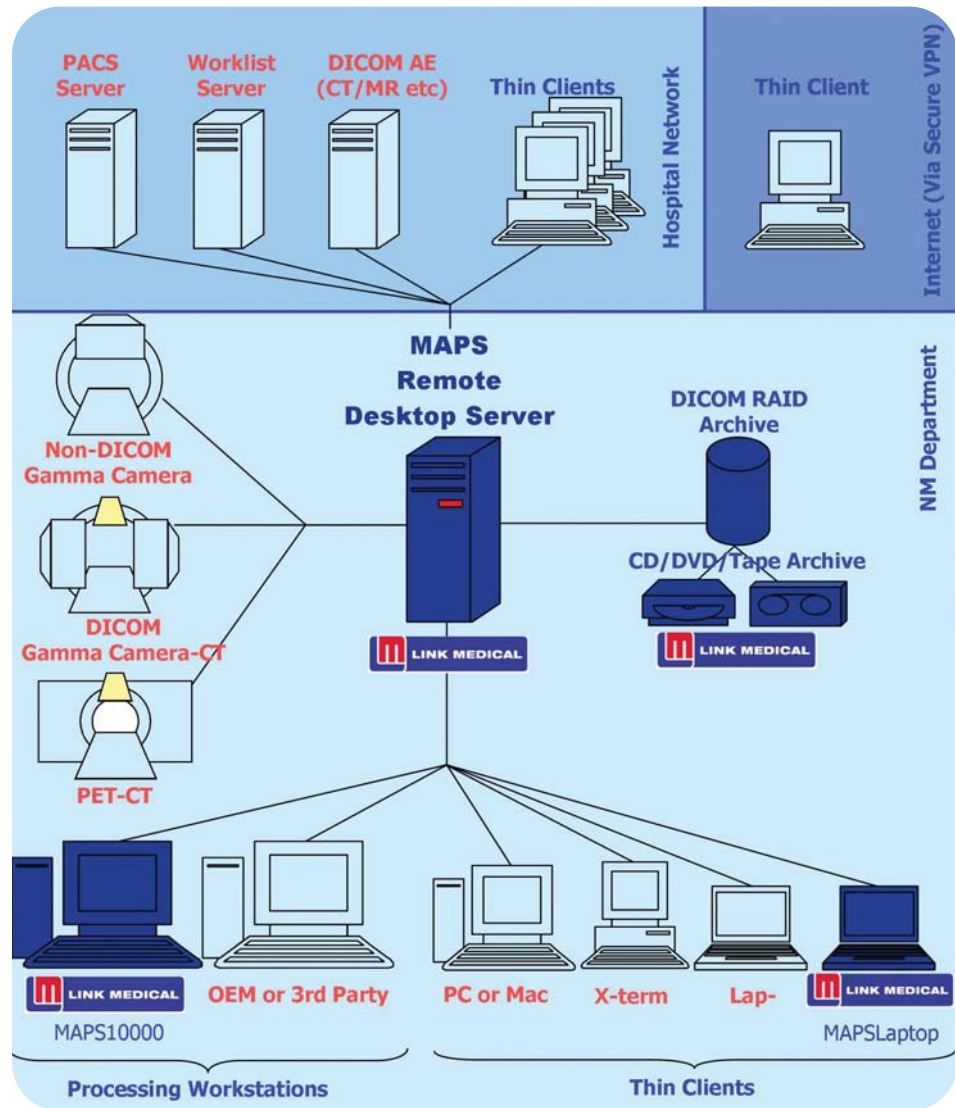 PACS
Server
Worklist
Server
DICOM AE
(CT/MR etc)
Thin Clients
Hospital Network
Thin Client
Internet (Via Secure VPN)
MAPS
Remote
Desktop Server
NM Department
Non-DICOM
Gamma Camera
DICOM RAID
Archive
CD/DVD/Tape Archive
DICOM
Gamma Camera-CT
m LINK MEDICAL
m LINK MEDICAL
PET-CT
m LINK MEDICAL
MAPS10000
OEM or 3rd Party
PC or Mac
X-term
Lap-
m LINK MEDICAL
MAPSLaptop
Processing Workstations
Thin Clients